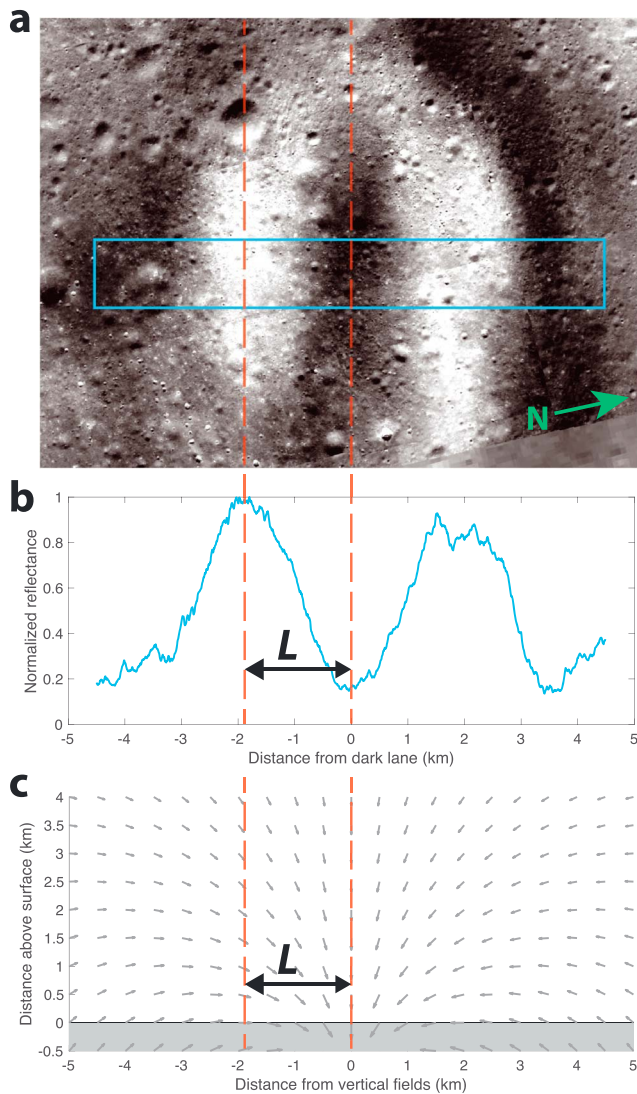 a
N
b
Normalized reflectance
1
0.8
0.6
0.4
0.2
0
L
-5 -4 -3 -2 -1 0 1 2 3 4 5
Distance from dark lane (km)
c
Distance above surface (km)
4
3.5
3
2.5
2
1.5
1
0.5
0
-0.5
L
-5 -4 -3 -2 -1 0 1 2 3 4 5
Distance from vertical fields (km)